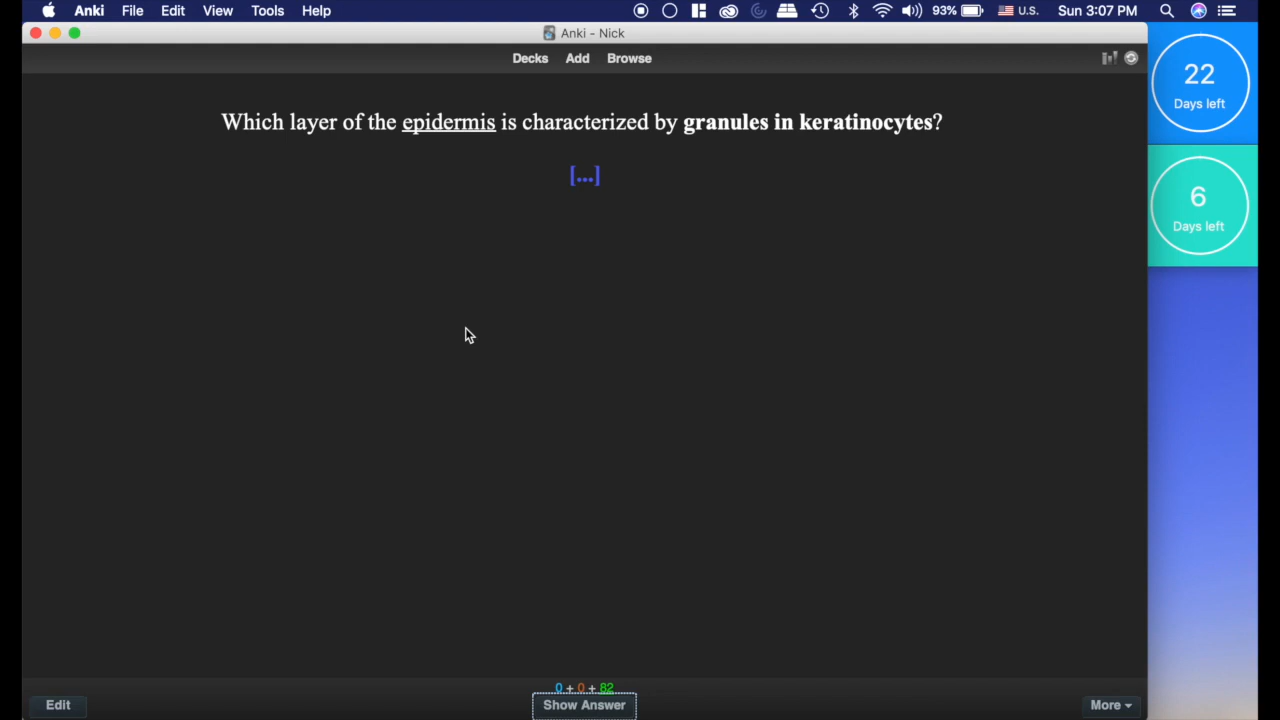 Anki File Edit View Tools Help 93% U.S. Sun 3:07 PM
Anki - Nick
Decks Add Browse
22
Days left
Which layer of the epidermis is characterized by granules in keratinocytes?
[...]
6
Days left
0 + 0 + 82
Edit Show Answer More